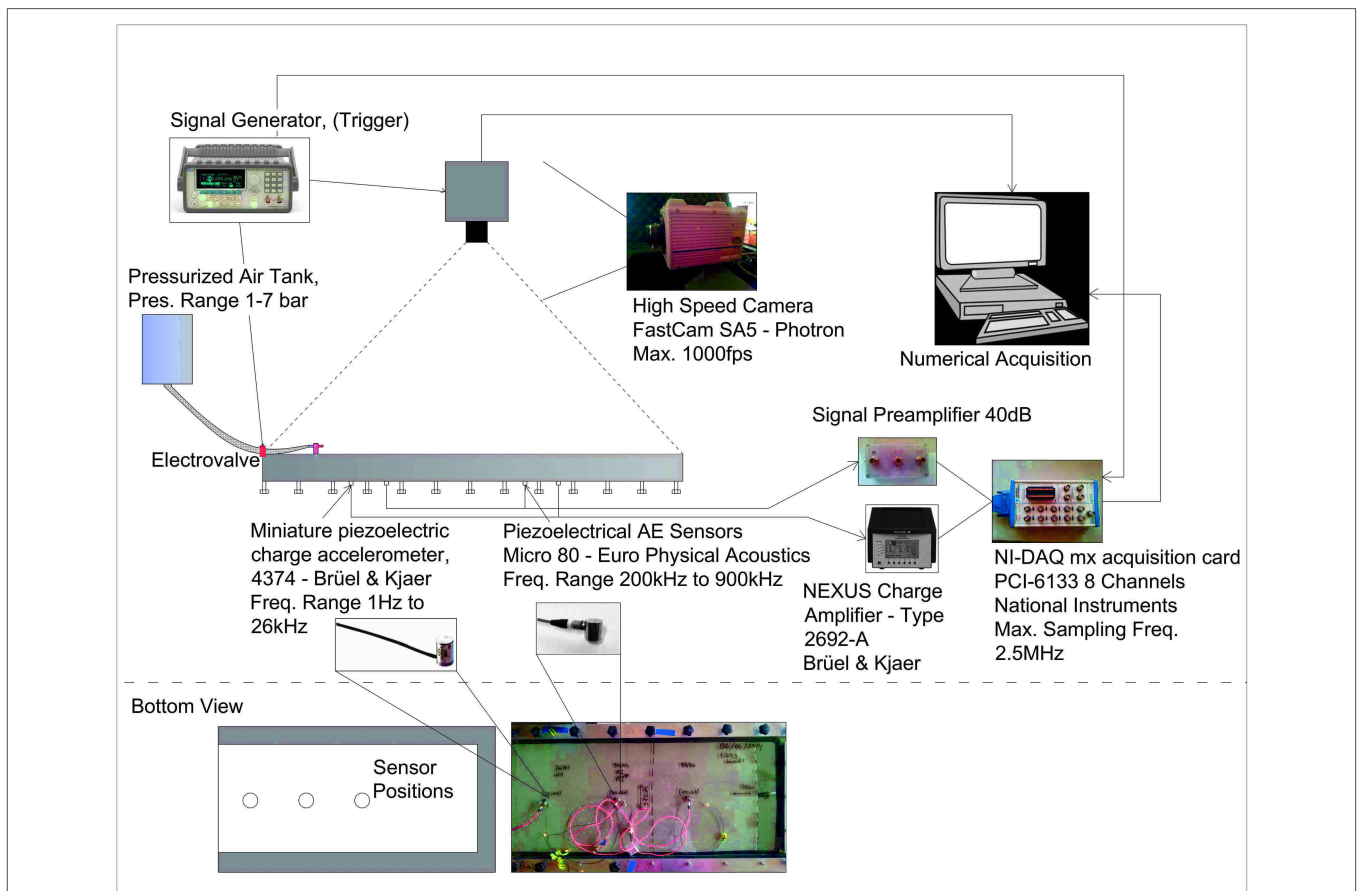 Signal Generator, (Trigger)
Pressurized Air Tank,
Pres. Range 1-7 bar
High Speed Camera
FastCam SA5 - Photron
Max. 1000fps
Numerical Acquisition
Signal Preamplifier 40dB
Electrovalve
Miniature piezoelectric
charge accelerometer,
4374 - Brüel & Kjaer
Freq. Range 1Hz to
26kHz
Piezoelectrical AE Sensors
Micro 80 - Euro Physical Acoustics
Freq. Range 200kHz to 900kHz
NEXUS Charge
Amplifier - Type
2692-A
Brüel & Kjaer
NI-DAQ mx acquisition card
PCI-6133 8 Channels
National Instruments
Max. Sampling Freq.
2.5MHz
Bottom View
Sensor
Positions